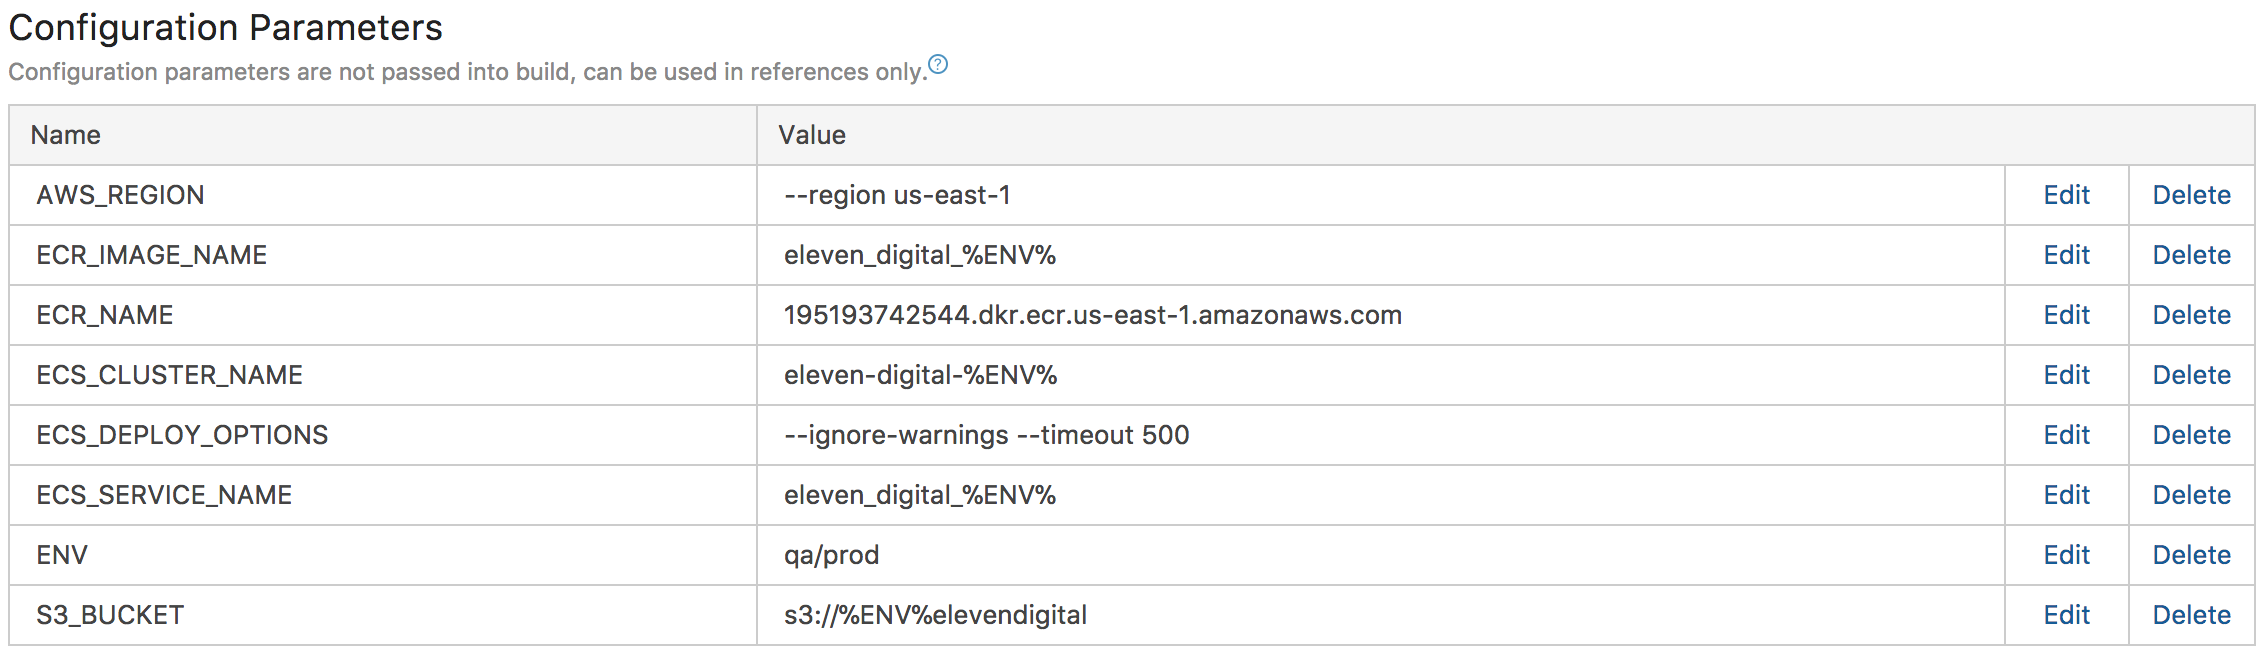 Configuration Parameters
Configuration parameters are not passed into build, can be used in references only.?
Name Value
AWS_REGION --region us-east-1 Edit Delete
ECR_IMAGE_NAME eleven_digital_%ENV% Edit Delete
ECR_NAME 195193742544.dkr.ecr.us-east-1.amazonaws.com Edit Delete
ECS_CLUSTER_NAME eleven-digital-%ENV% Edit Delete
ECS_DEPLOY_OPTIONS --ignore-warnings --timeout 500 Edit Delete
ECS_SERVICE_NAME eleven_digital_%ENV% Edit Delete
ENV qa/prod Edit Delete
S3_BUCKET s3://%ENV%elevendigital Edit Delete